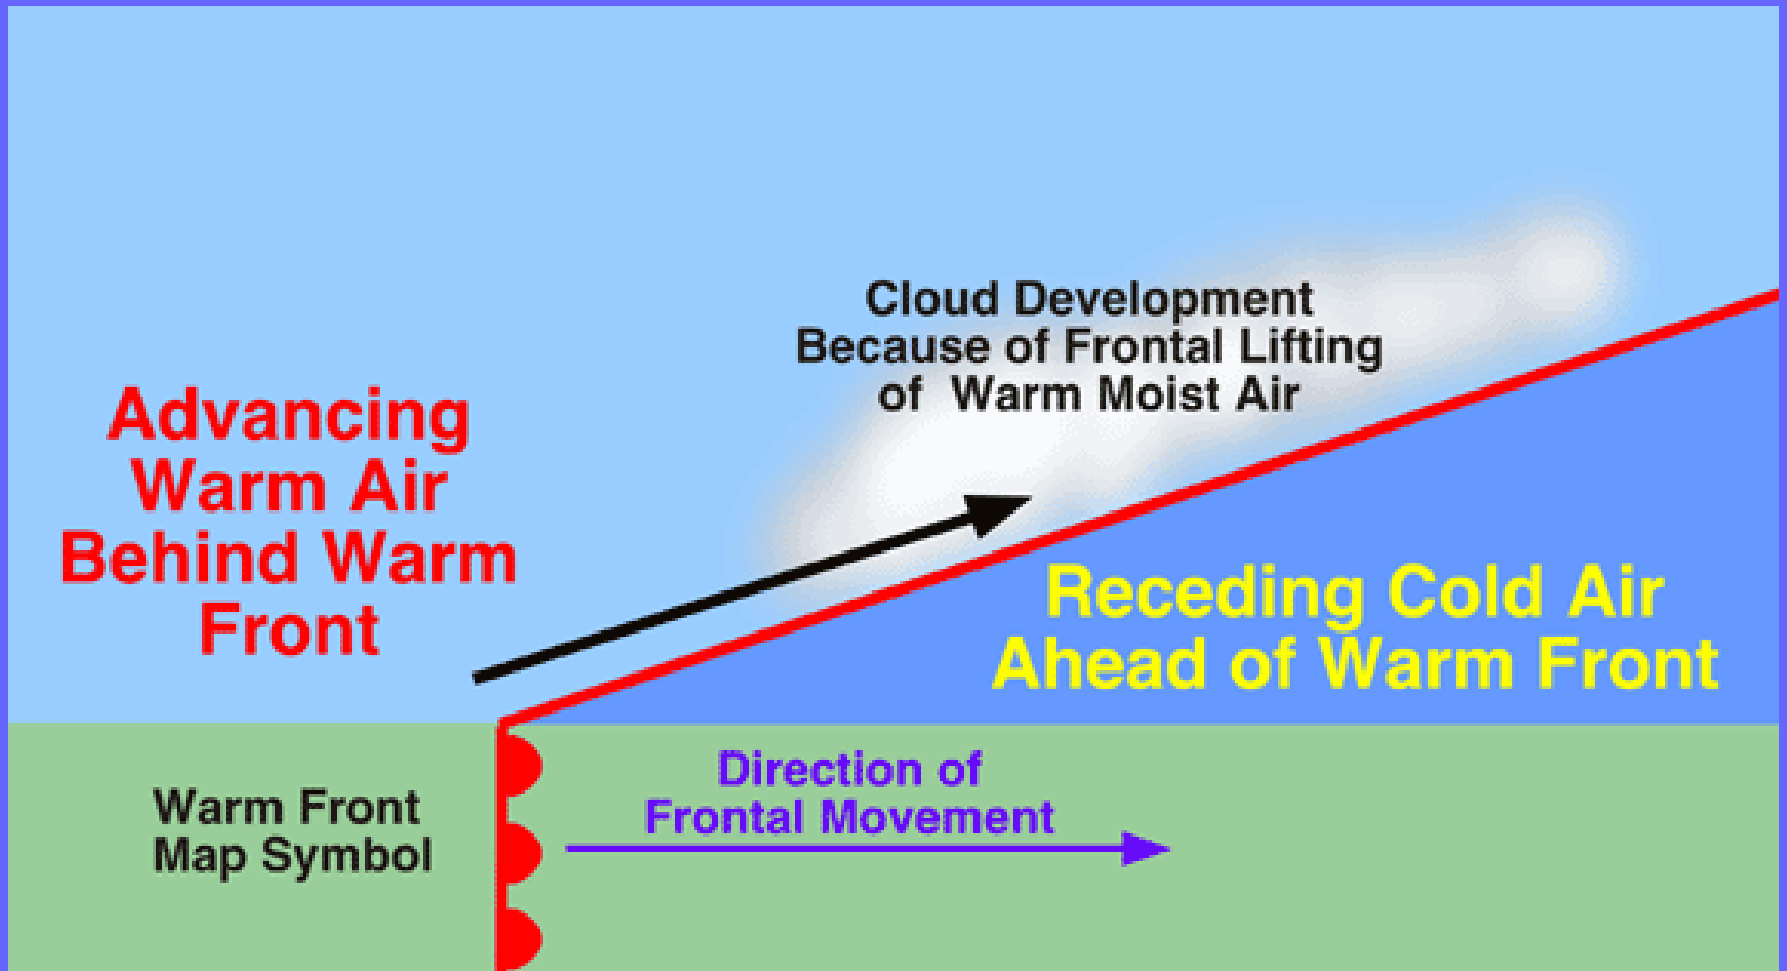 Cloud Development
Because of Frontal Lifting
of Warm Moist Air
Advancing
Warm Air
Behind Warm
Front
Receding Cold Air
Ahead of Warm Front
Direction of
Frontal Movement
Warm Front
Map Symbol